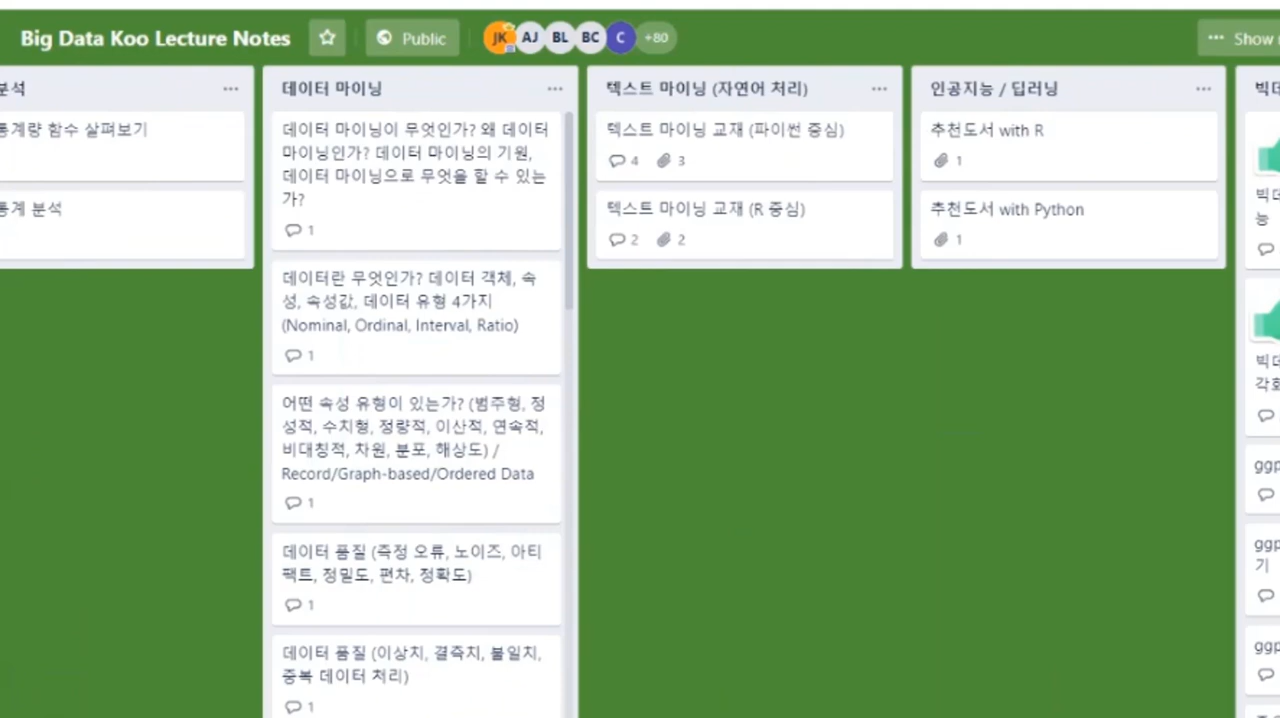 Big Data Koo Lecture Notes
Public
JK AJ BL BC C +80
Show
분석
통계량 함수 살펴보기
통계 분석
데이터 마이닝
데이터 마이닝이 무엇인가? 왜 데이터
마이닝인가? 데이터 마이닝의 기원,
데이터 마이닝으로 무엇을 할 수 있는
가?
1
데이터란 무엇인가? 데이터 객체, 속
성, 속성값, 데이터 유형 4가지
(Nominal, Ordinal, Interval, Ratio)
1
어떤 속성 유형이 있는가? (범주형, 정
성적, 수치형, 정량적, 이산적, 연속적,
비대칭적, 차원, 분포, 해상도) /
Record/Graph-based/Ordered Data
1
데이터 품질 (측정 오류, 노이즈, 아티
팩트, 정밀도, 편차, 정확도)
1
데이터 품질 (이상치, 결측치, 불일치,
중복 데이터 처리)
1
텍스트 마이닝 (자연어 처리)
텍스트 마이닝 교재 (파이썬 중심)
4 3
텍스트 마이닝 교재 (R 중심)
2 2
인공지능 / 딥러닝
추천도서 with R
1
추천도서 with Python
1
빅데
빅데
능
빅데
각화
ggp
ggp
기
ggp